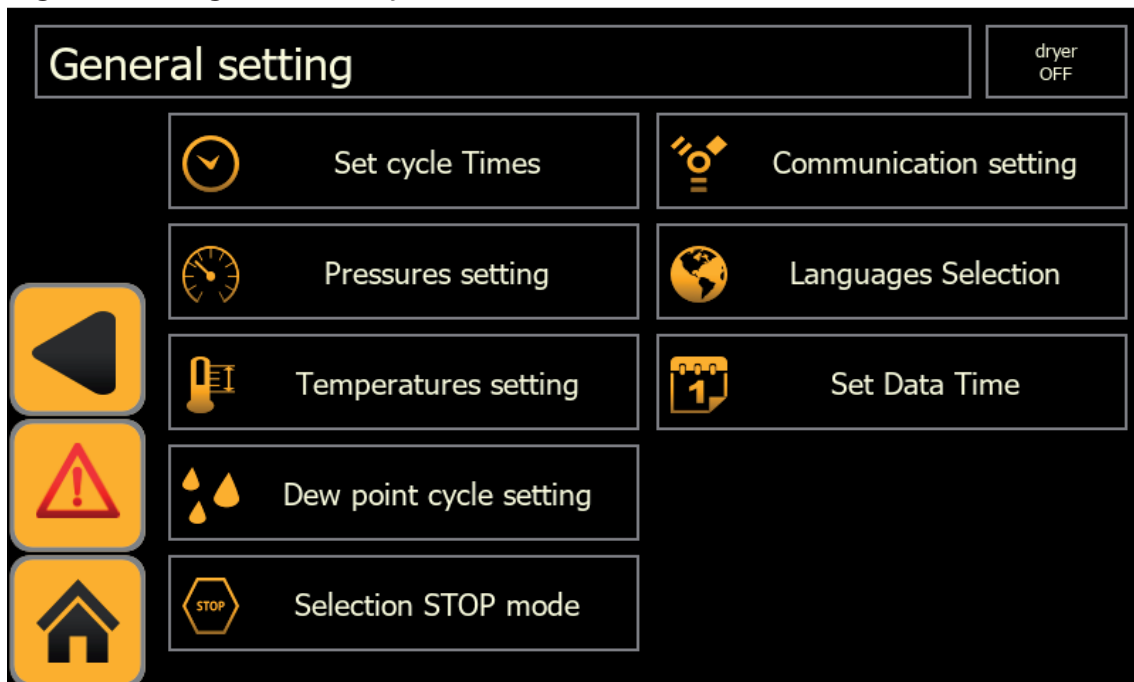 General setting
dryer
OFF
Set cycle Times
Communication setting
Pressures setting
Languages Selection
Temperatures setting
1
Set Data Time
Dew point cycle setting
STOP
Selection STOP mode